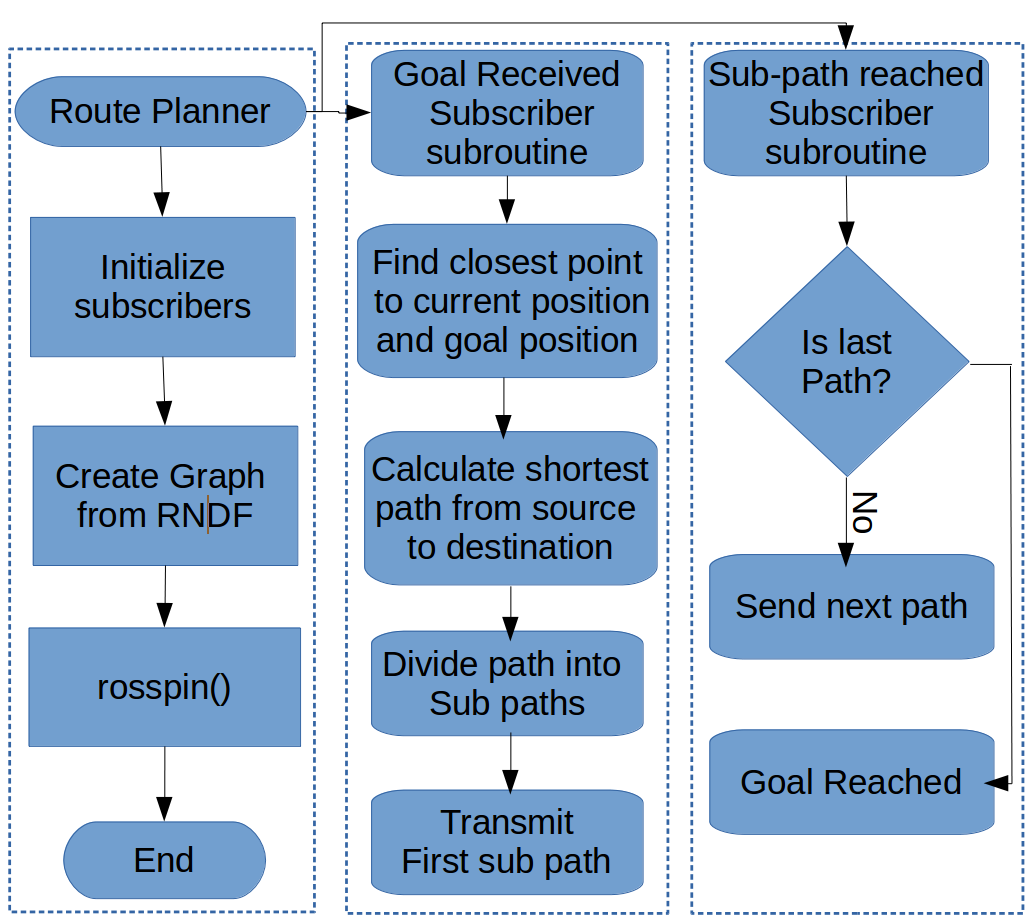 Route Planner
Initialize
subscribers
Create Graph
from RNDF
rosspin()
End
Goal Received
Subscriber
subroutine
Find closest point
to current position
and goal position
Calculate shortest
path from source
to destination
Divide path into
Sub paths
Transmit
First sub path
Sub-path reached
Subscriber
subroutine
Is last
Path?
No
Send next path
Goal Reached